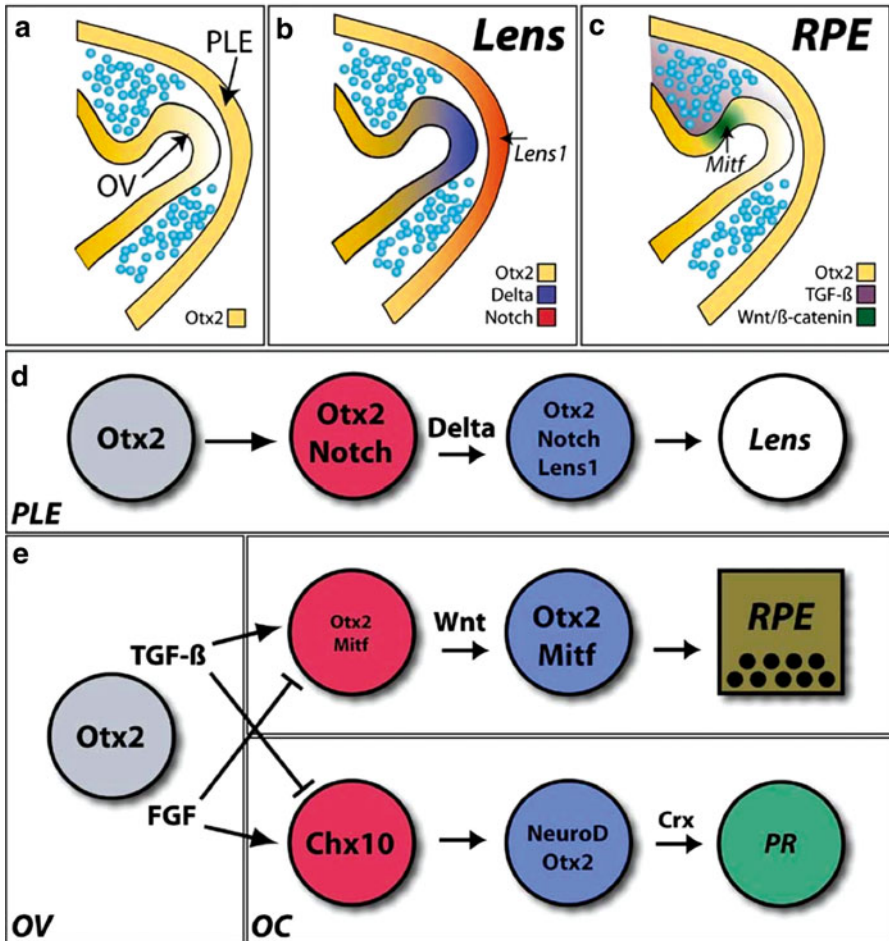 a
PLE
OV
Otx2
b
Lens
Lens1
Otx2
Delta
Notch
c
RPE
Mitf
Otx2
TGF-ß
Wnt/ß-catenin
d
Otx2
Otx2
Notch
Delta
Otx2
Notch
Lens1
Lens
PLE
e
Otx2
TGF-ß
FGF
OV
Otx2
Mitf
Wnt
Otx2
Mitf
RPE
Chx10
NeuroD
Otx2
Crx
PR
OC